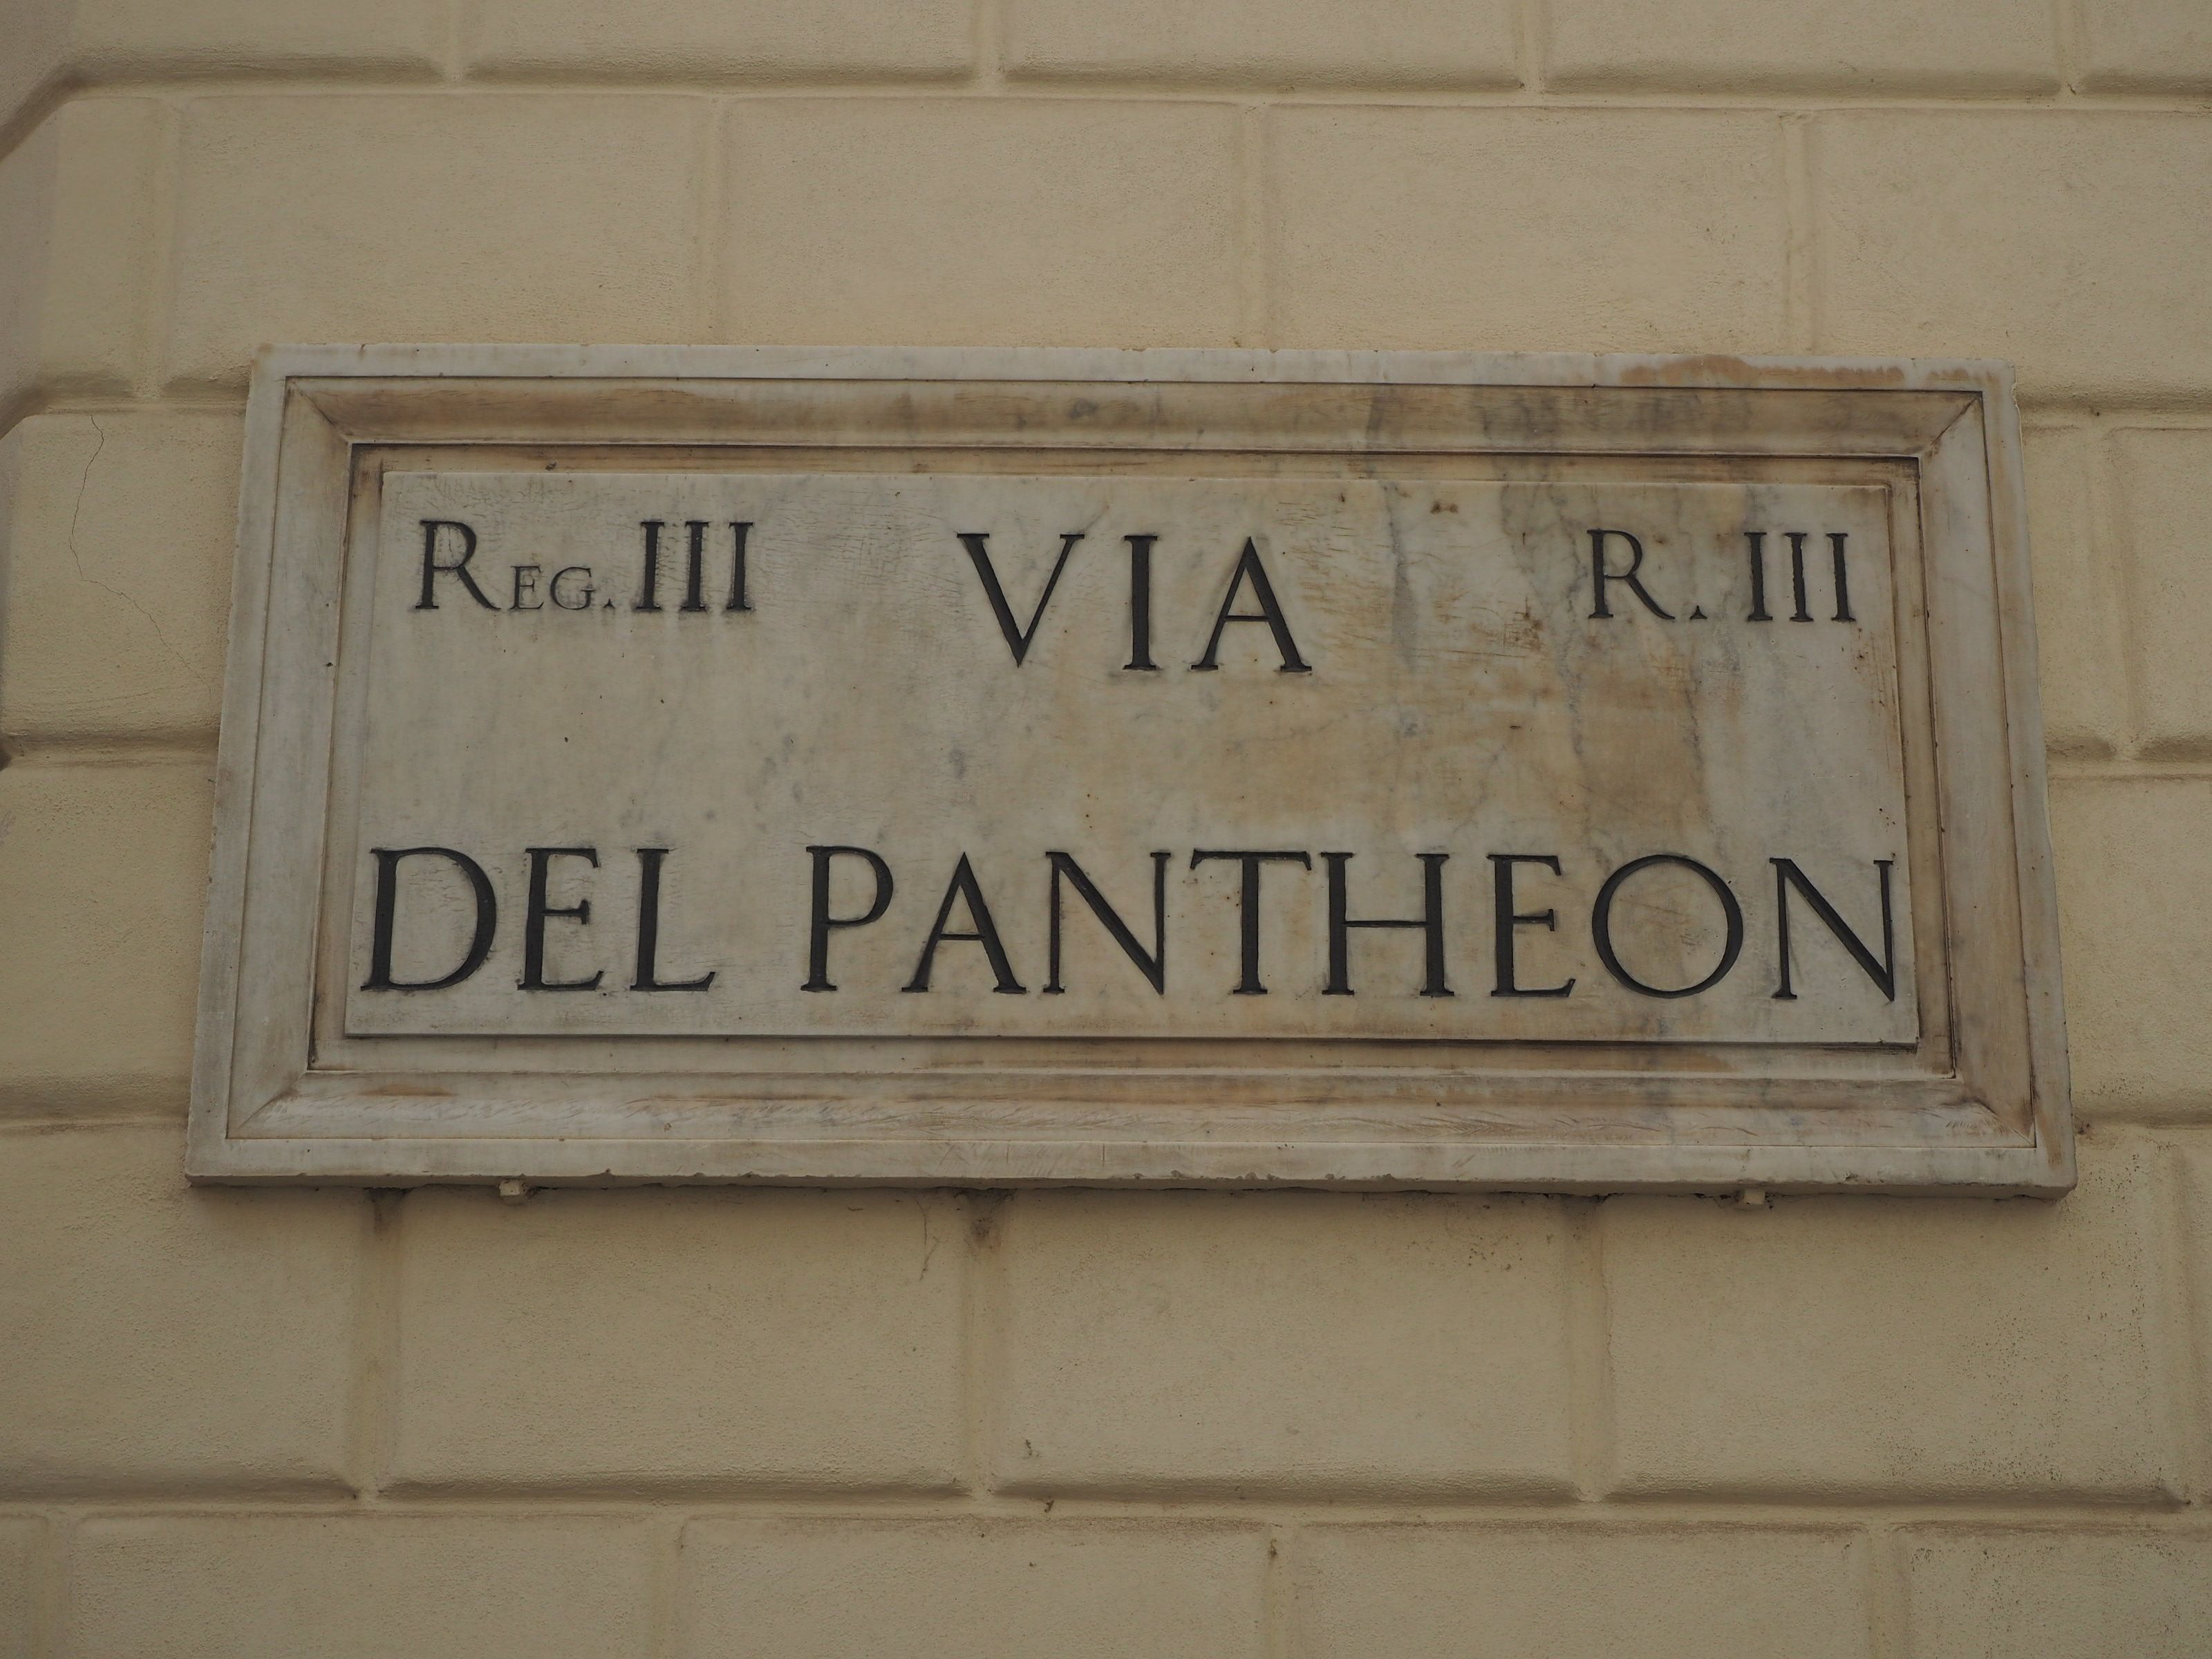 REG. III VIA R. III
DEL PANTHEON